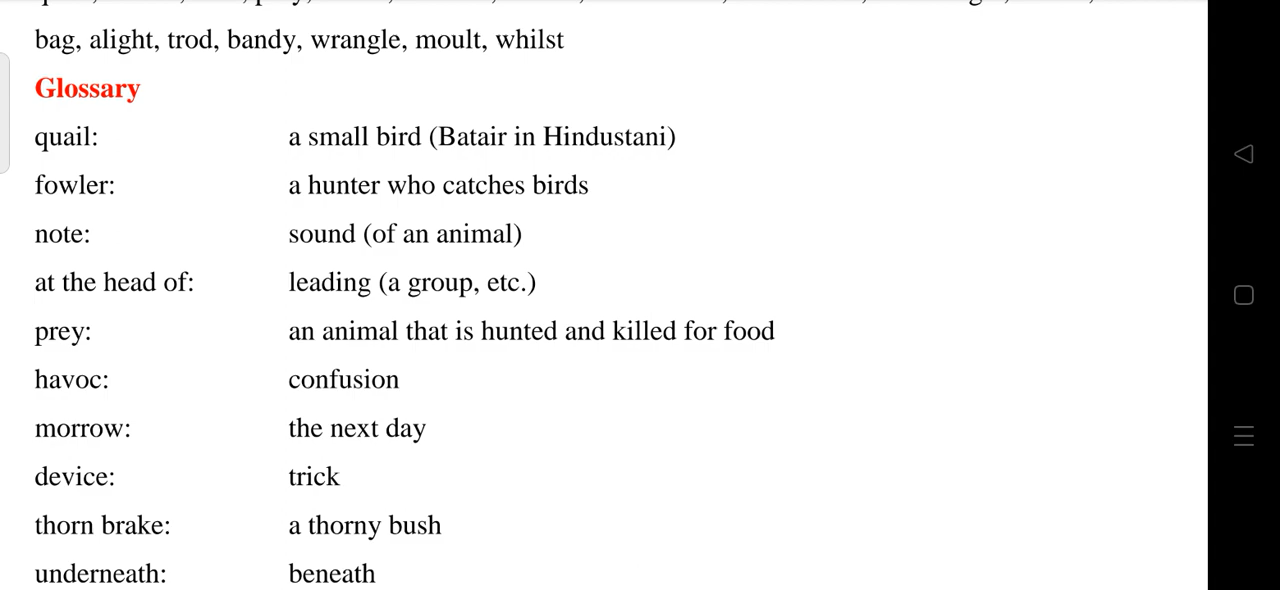 bag, alight, trod, bandy, wrangle, moult, whilst
Glossary
quail: a small bird (Batair in Hindustani)
fowler: a hunter who catches birds
note: sound (of an animal)
at the head of: leading (a group, etc.)
prey: an animal that is hunted and killed for food
havoc: confusion
morrow: the next day
device: trick
thorn brake: a thorny bush
underneath: beneath